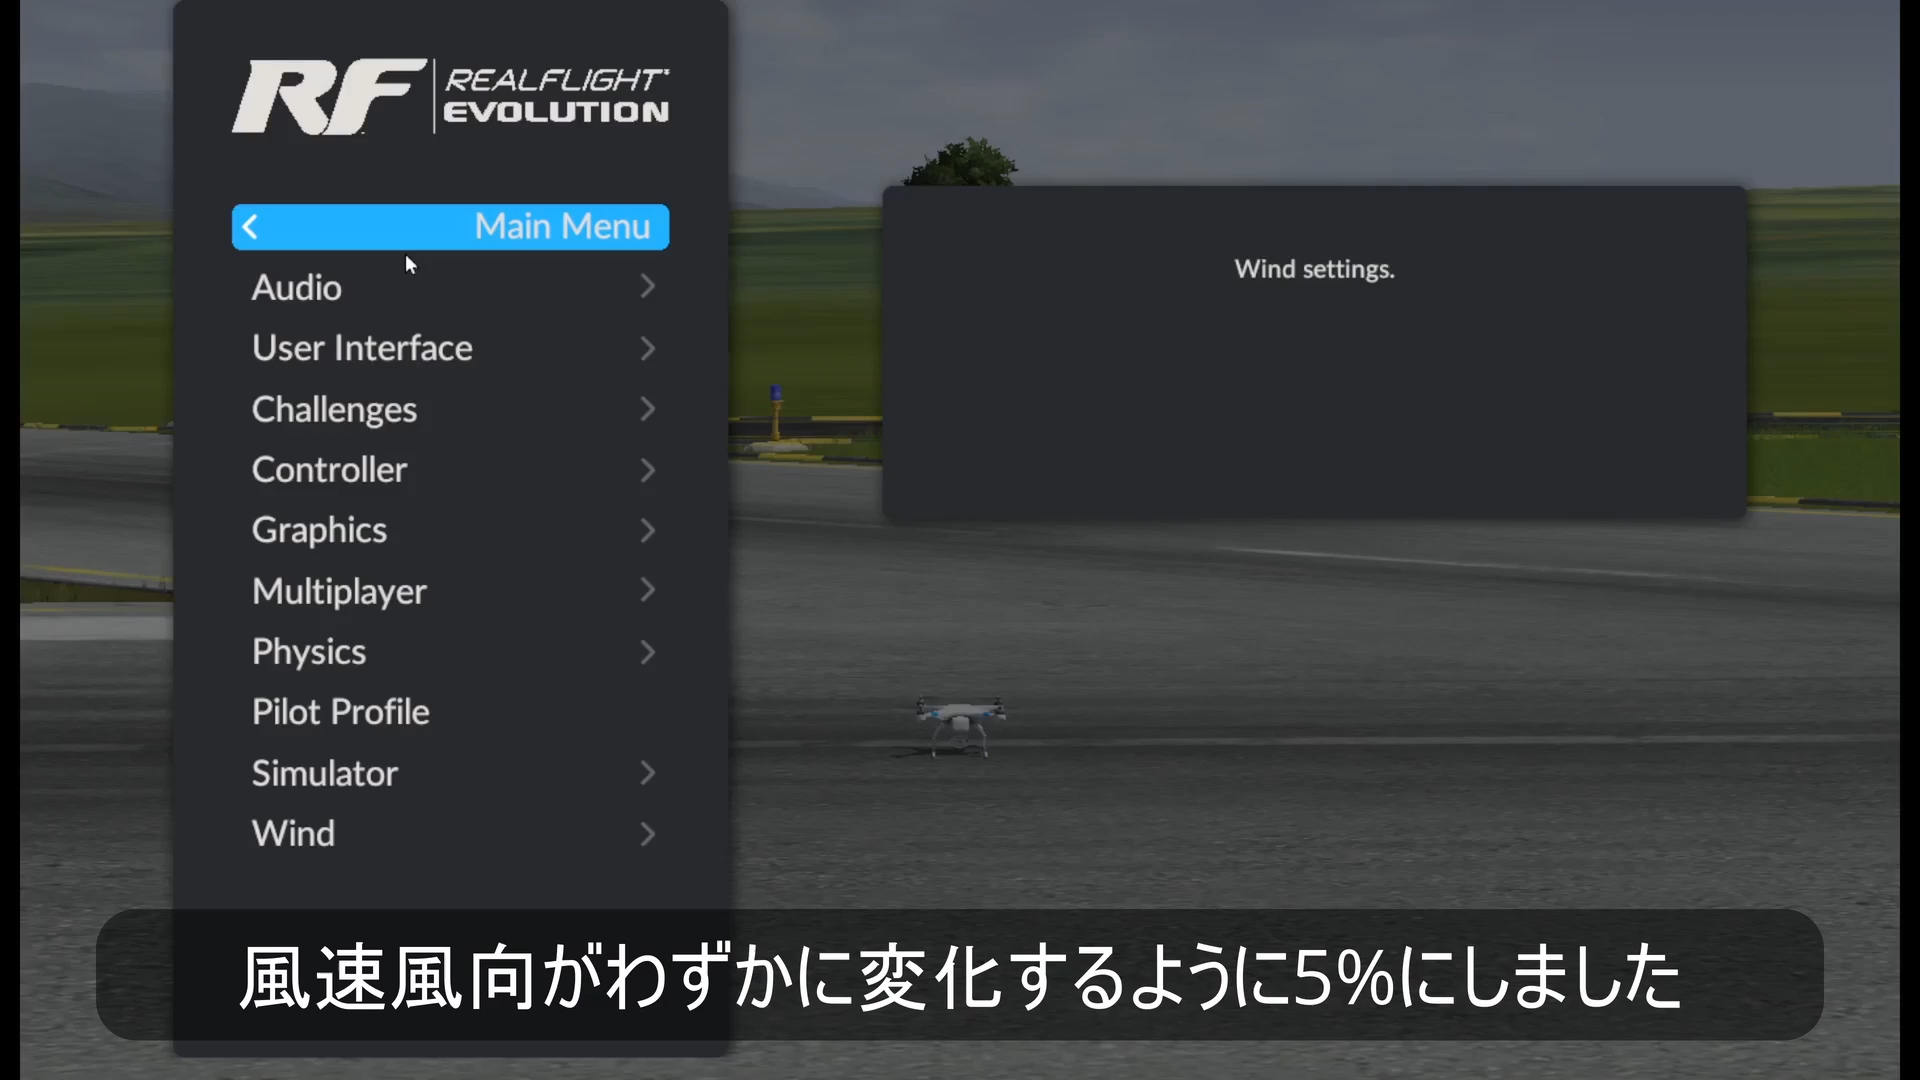 RF REALFLIGHT
EVOLUTION
Main Menu
Audio
User Interface
Challenges
Controller
Graphics
Multiplayer
Physics
Pilot Profile
Simulator
Wind
Wind settings.
風速風向がわずかに変化するように5%にしました